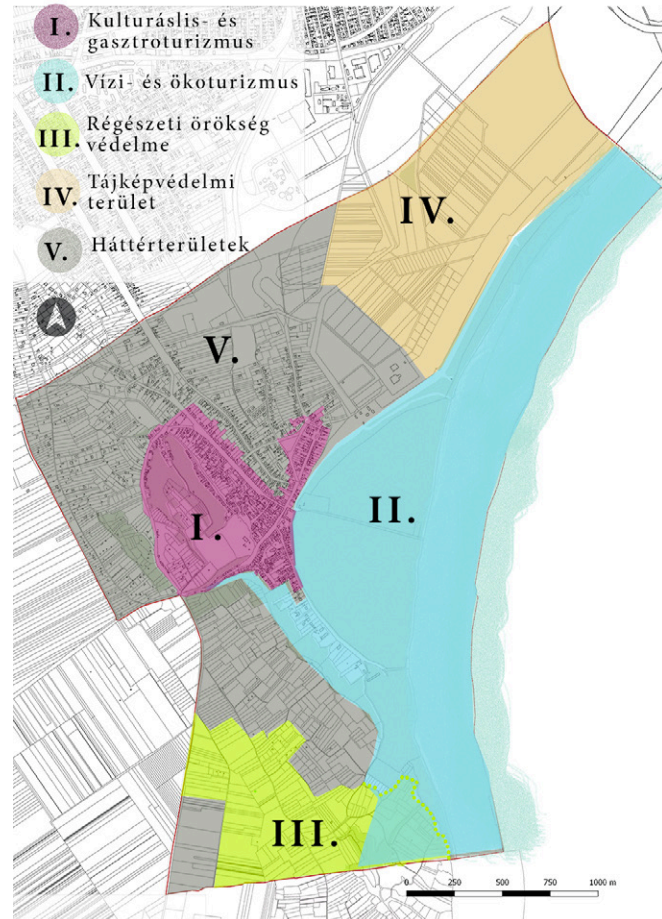 I. Kulturáslis- és
gasztroturizmus
II. Vízi- és ökoturizmus
III. Régészeti örökség
védelme
IV. Tájképvédelmi
terület
V. Háttérterületek
IV.
V.
II.
I.
III.
0 250 500 750 1000 m